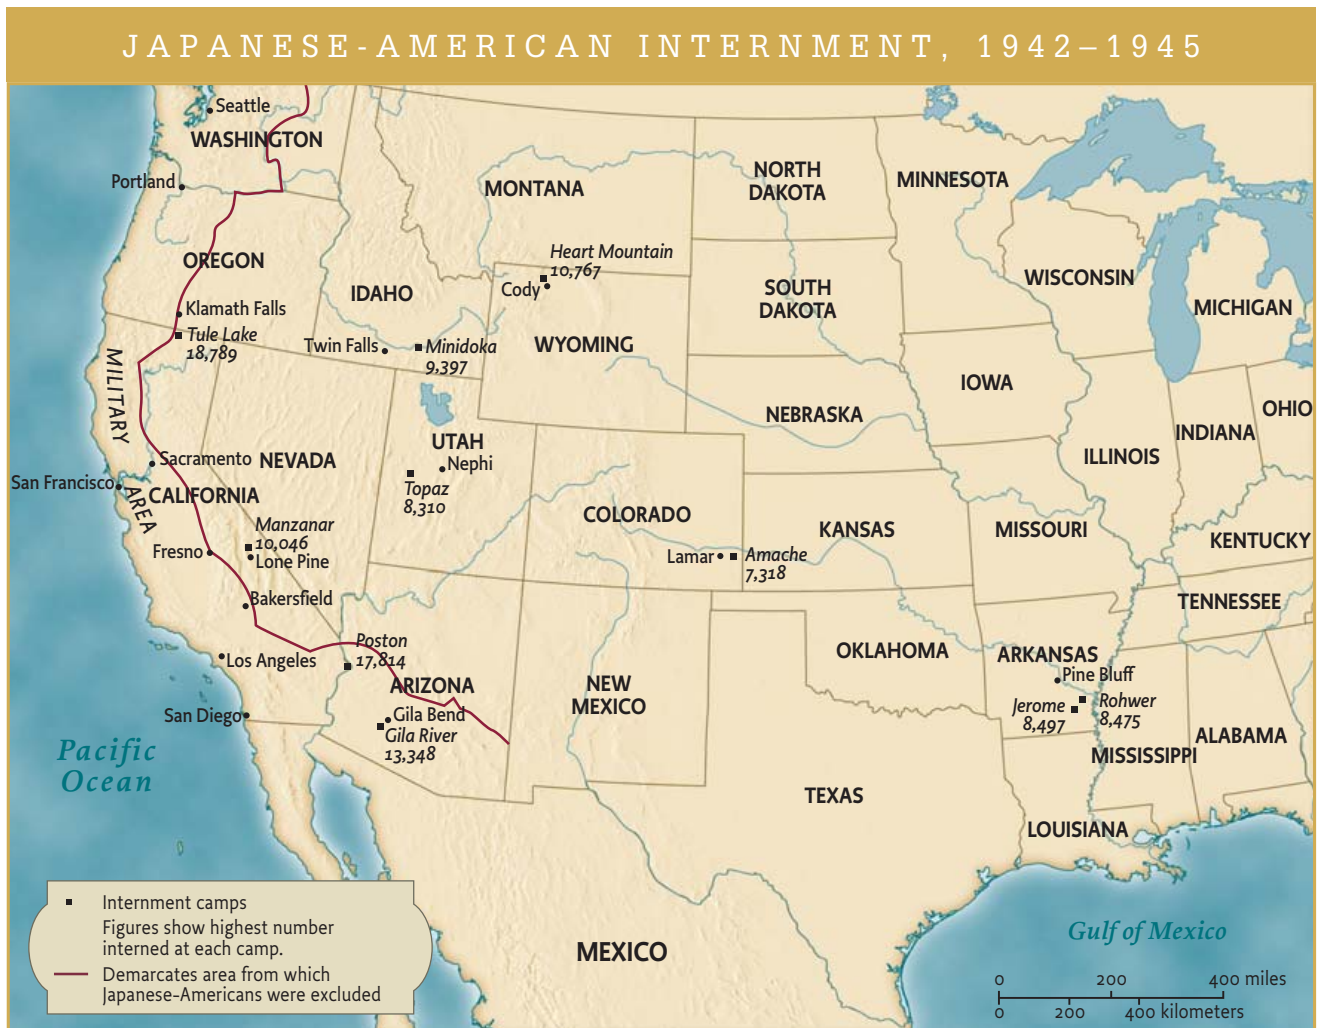 JAPANESE-AMERICAN INTERNMENT, 1942–1945
Seattle
WASHINGTON
Portland
MONTANA
NORTH
DAKOTA
MINNESOTA
OREGON
Heart Mountain
10,767
Cody
IDAHO
SOUTH
DAKOTA
WISCONSIN
MICHIGAN
Klamath Falls
Tule Lake
18,789
Twin Falls
Minidoka
9,397
WYOMING
IOWA
MILITARY
AREA
NEBRASKA
OHIO
INDIANA
ILLINOIS
UTAH
Nephi
Topaz
8,310
Sacramento
NEVADA
San Francisco
CALIFORNIA
COLORADO
KANSAS
MISSOURI
KENTUCKY
Manzanar
10,046
Lone Pine
Fresno
Lamar
Amache
7,318
Bakersfield
TENNESSEE
Poston
17,814
Los Angeles
ARIZONA
NEW
MEXICO
OKLAHOMA
ARKANSAS
Pine Bluff
Jerome
8,497
Rohwer
8,475
San Diego
Gila Bend
Gila River
13,348
Pacific
Ocean
MISSISSIPPI
ALABAMA
TEXAS
LOUISIANA
MEXICO
Gulf of Mexico
Internment camps
Figures show highest number
interned at each camp.
Demarcates area from which
Japanese-Americans were excluded
0 200 400 miles
0 200 400 kilometers